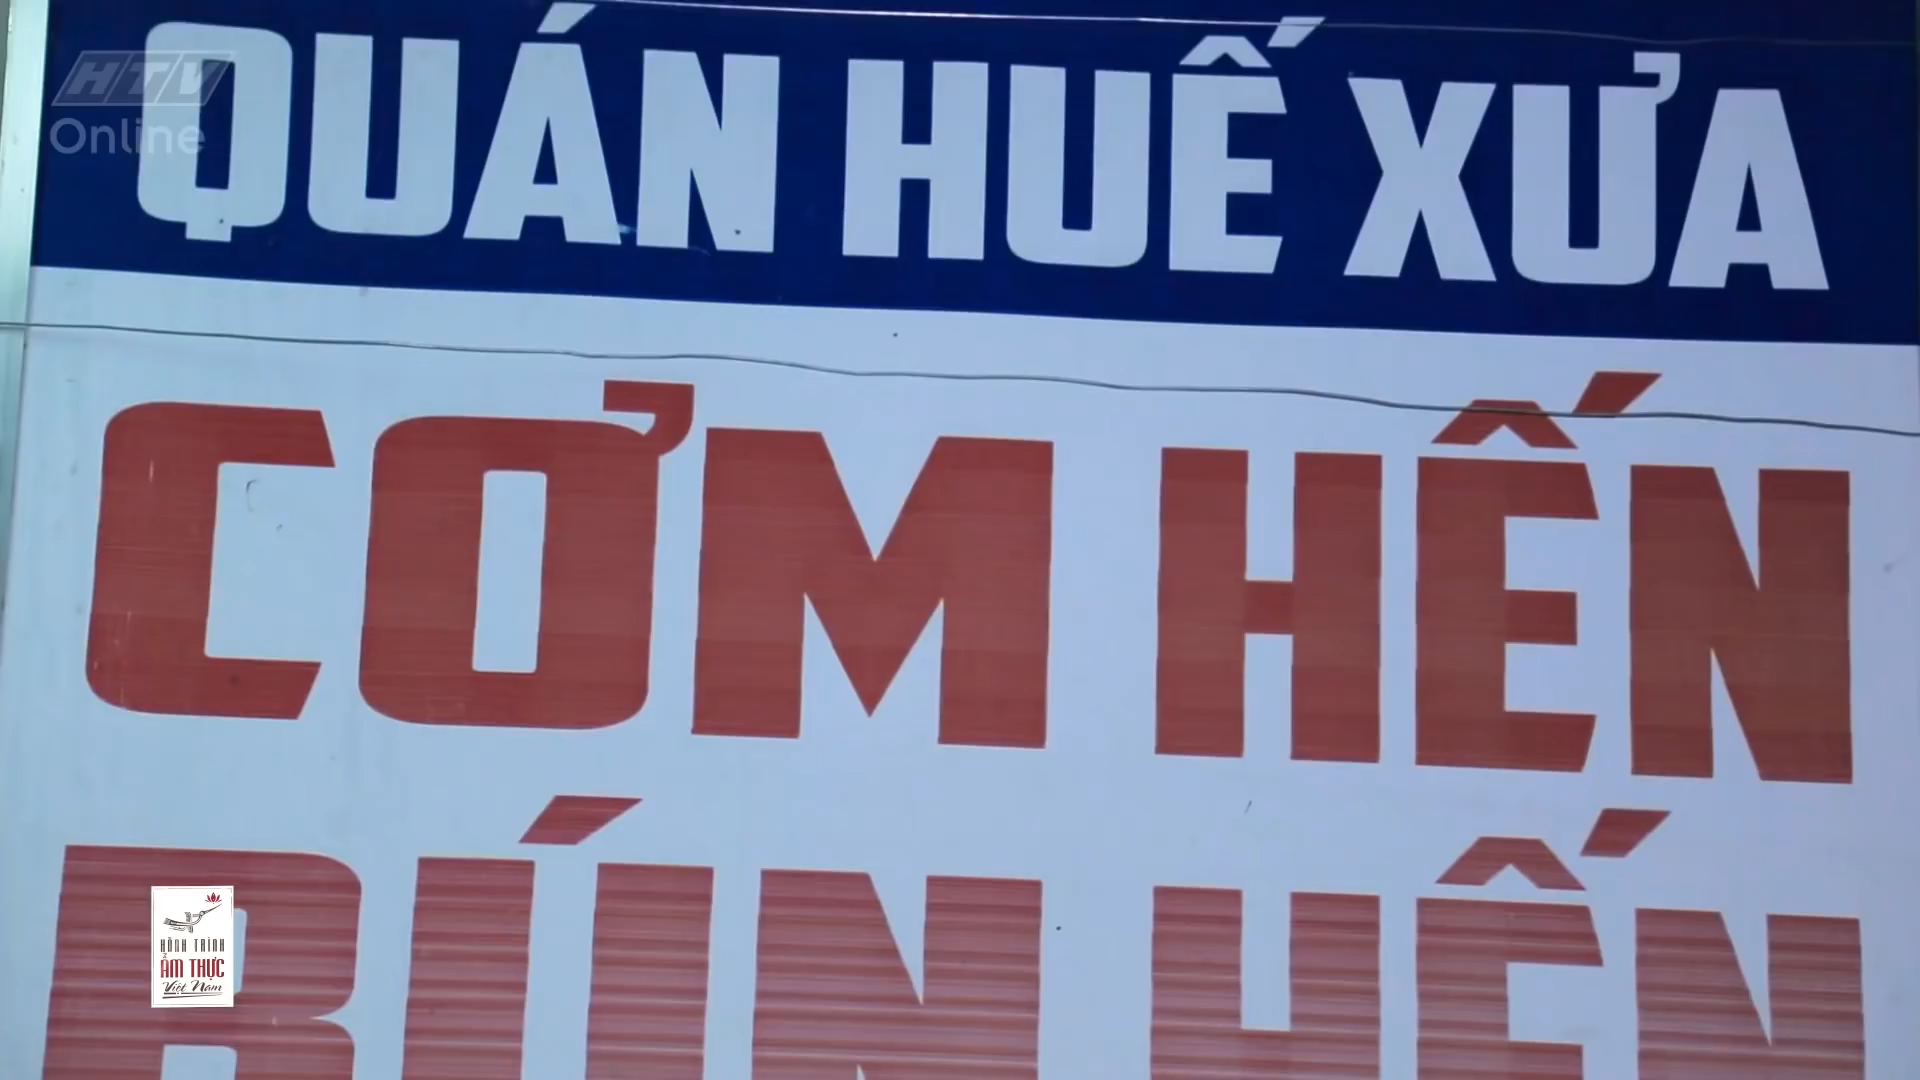 HTV
Online
QUÁN HUẾ XƯA
CƠM HẾN
BÚN HẾN
HÀNH TRÌNH
ẨM THỰC
Việt Nam